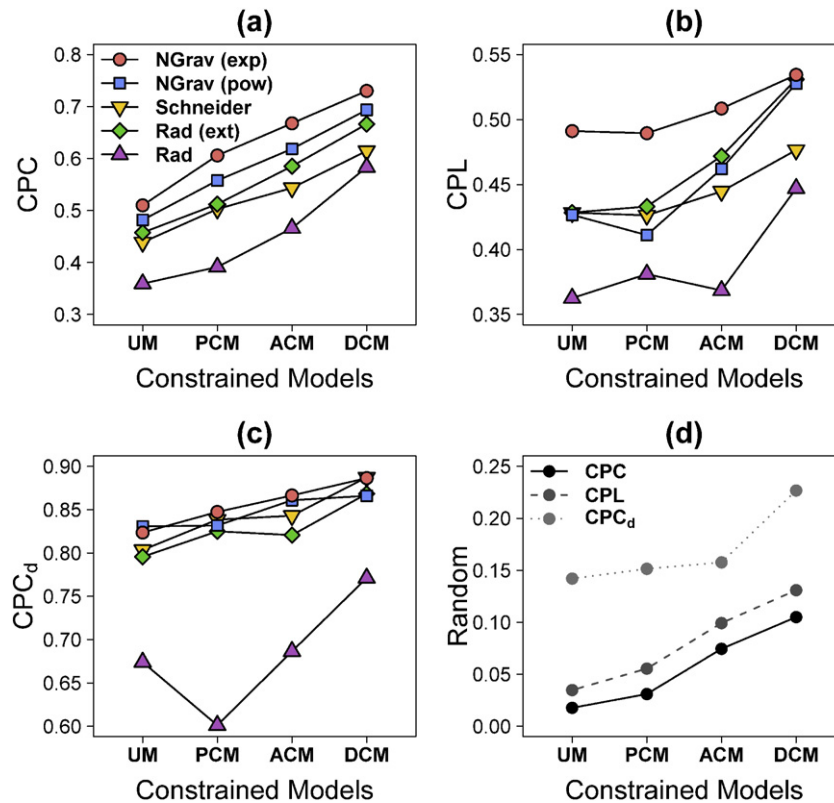 (a)
CPC
0.8
0.7
0.6
0.5
0.4
0.3
NGrav (exp)
NGrav (pow)
Schneider
Rad (ext)
Rad
UM PCM ACM DCM
Constrained Models
(b)
CPL
0.55
0.50
0.45
0.40
0.35
UM PCM ACM DCM
Constrained Models
(c)
CPCd
0.90
0.85
0.80
0.75
0.70
0.65
0.60
UM PCM ACM DCM
Constrained Models
(d)
Random
0.25
0.20
0.15
0.10
0.05
0.00
CPC
CPL
CPCd
UM PCM ACM DCM
Constrained Models